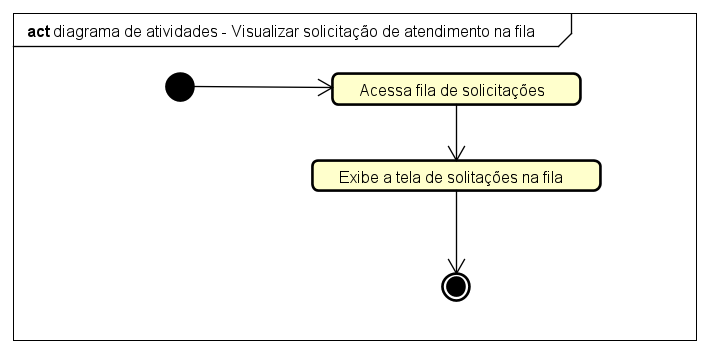 act diagrama de atividades - Visualizar solicitação de atendimento na fila
Acessa fila de solicitações
Exibe a tela de solitações na fila